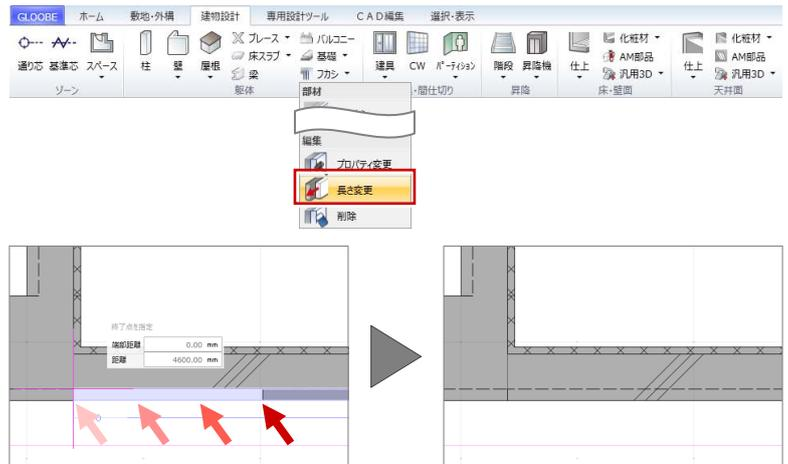 GLOOBE ホーム 敷地・外構 建物設計 専用設計ツール ＣＡＤ編集 選択・表示
ブレース バルコニー 化粧材 化粧材
床スラブ 基礎 AM部品 AM部品
通り芯 基準芯 スペース 柱 壁 屋根 梁 フカシ 建具 CW パーティション 階段 昇降機 仕上 汎用3D 仕上 汎用3D
ゾーン 躯体 ・間仕切り 昇降 床・壁面 天井面
部材
編集
プロパティ変更
長さ変更
削除
終了点を指定
端部距離 0.00 mm
距離 4600.00 mm